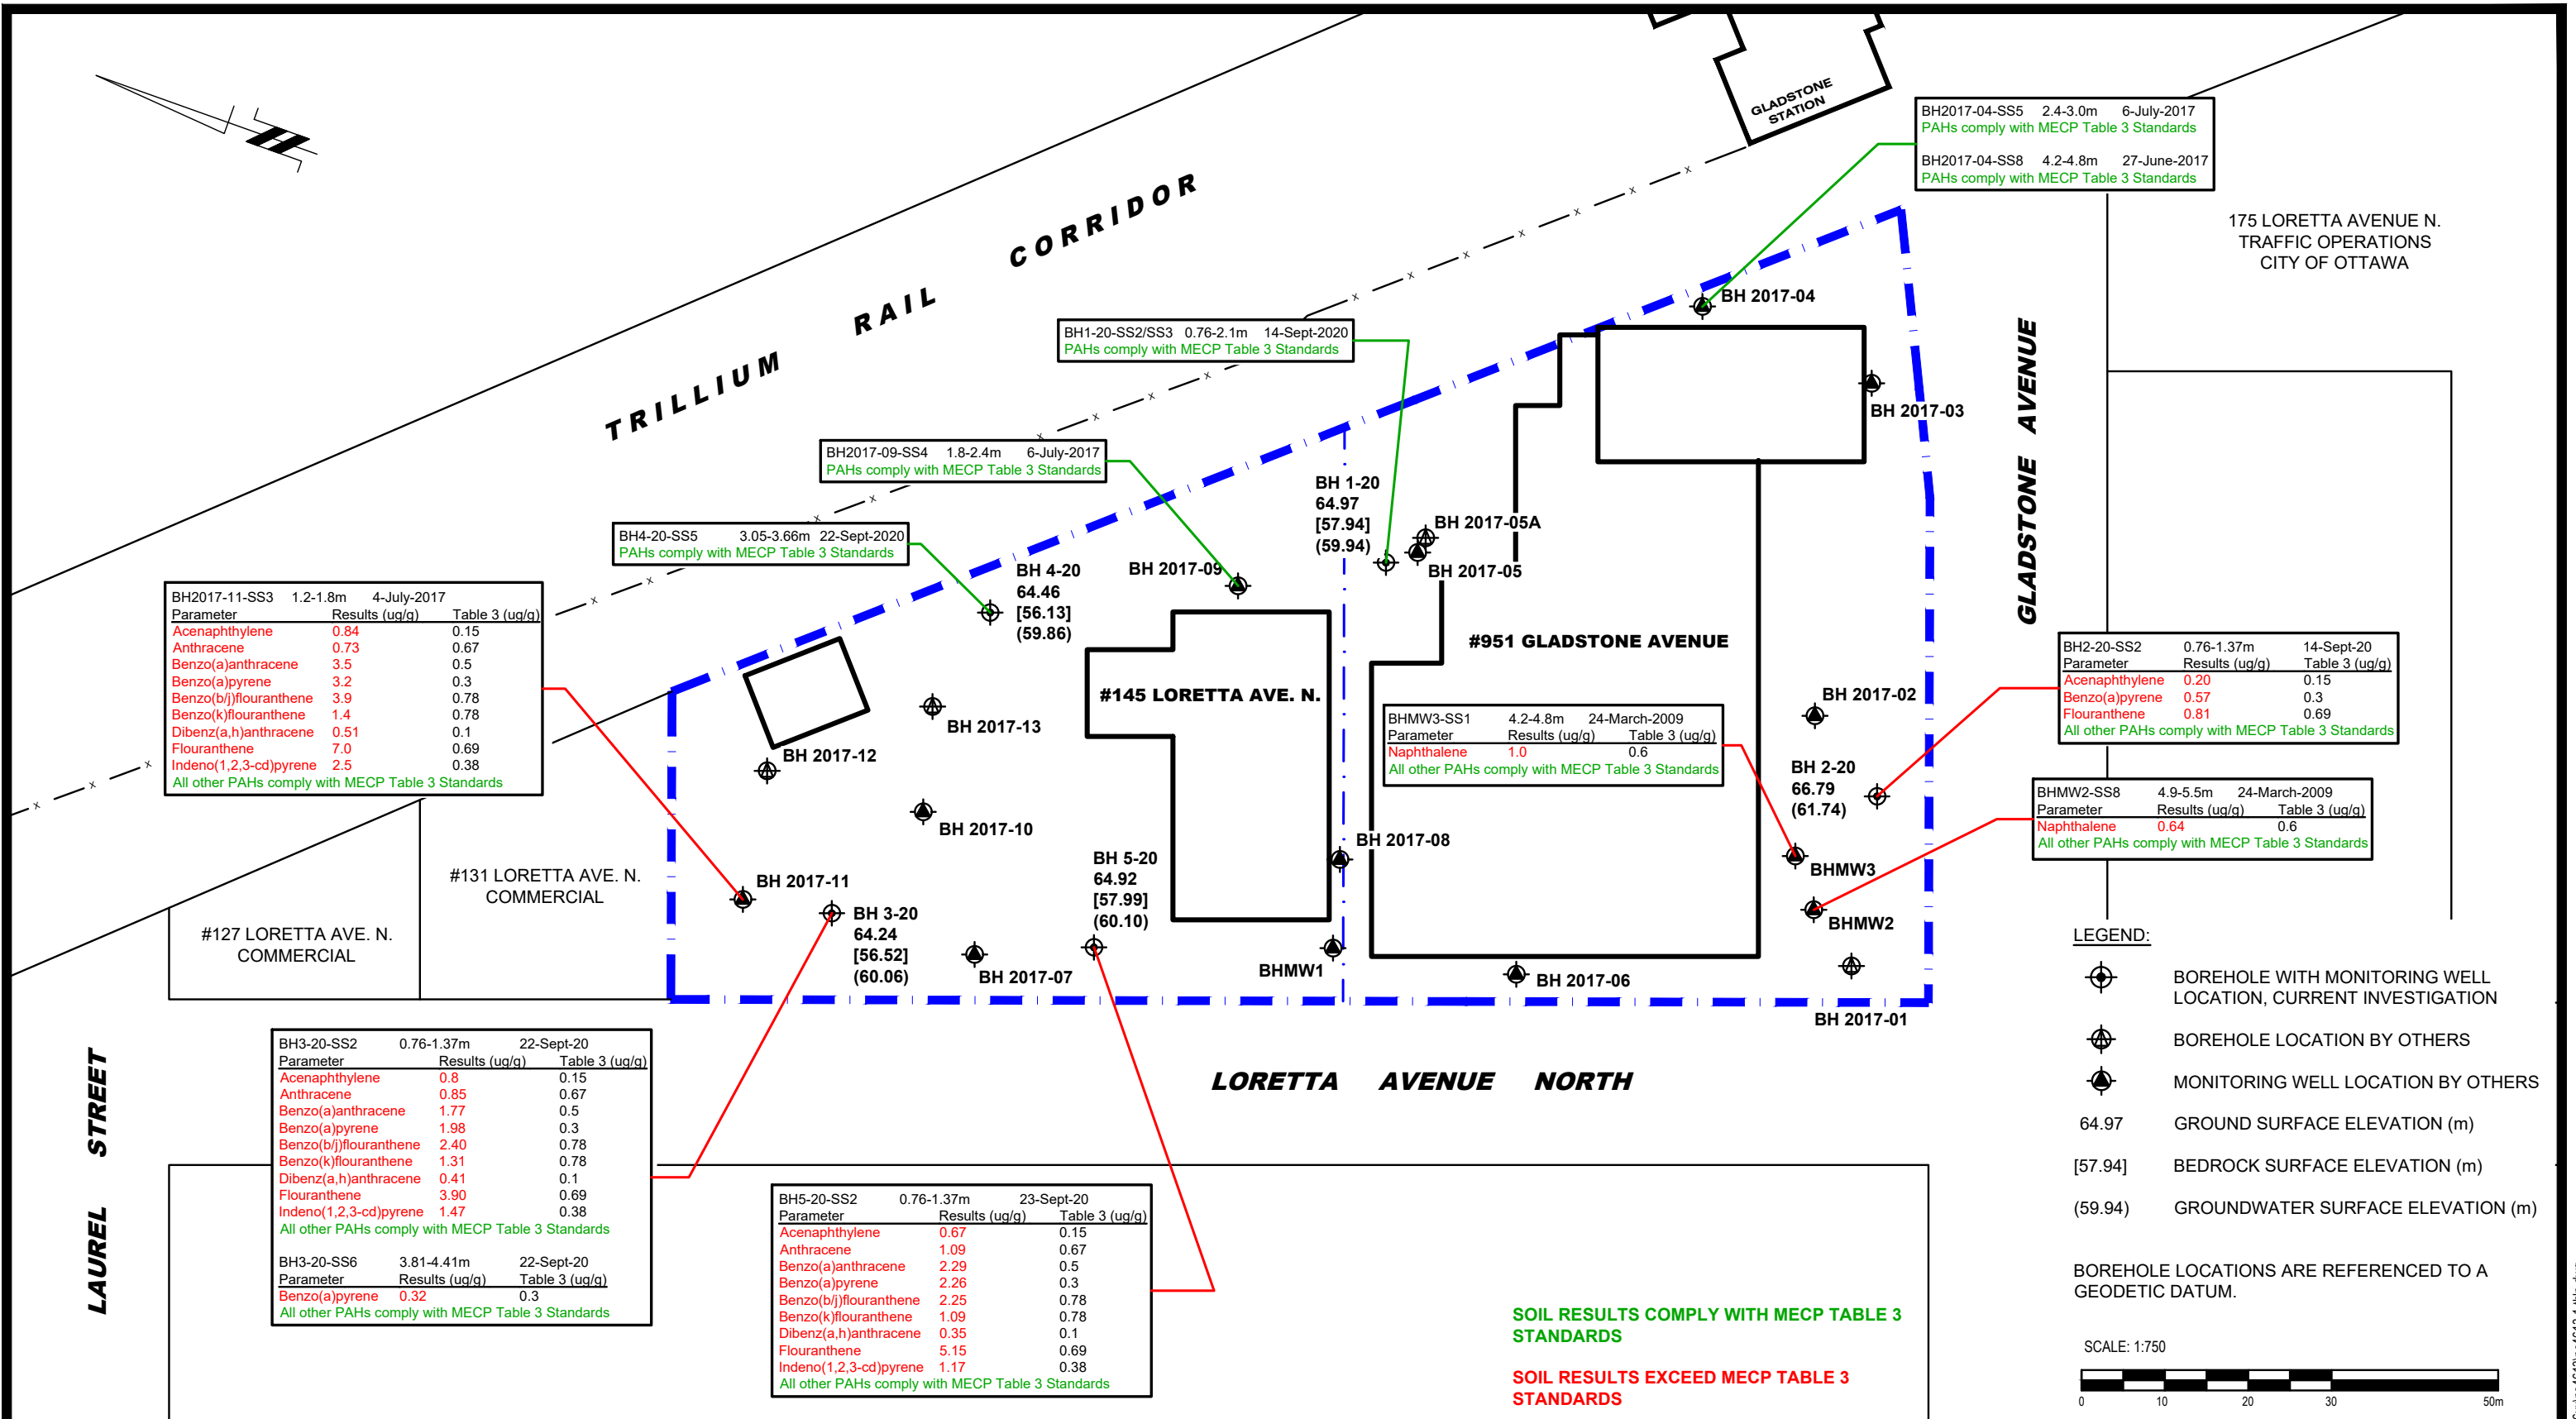 GLADSTONE
STATION
BH2017-04-SS5 2.4-3.0m 6-July-2017
PAHs comply with MECP Table 3 Standards
BH2017-04-SS8 4.2-4.8m 27-June-2017
PAHs comply with MECP Table 3 Standards
175 LORETTA AVENUE N.
TRAFFIC OPERATIONS
CITY OF OTTAWA
TRILLIUM RAIL CORRIDOR
BH 2017-04
BH1-20-SS2/SS3 0.76-2.1m 14-Sept-2020
PAHs comply with MECP Table 3 Standards
GLADSTONE AVENUE
BH 2017-03
BH2017-09-SS4 1.8-2.4m 6-July-2017
PAHs comply with MECP Table 3 Standards
BH 1-20
64.97
[57.94]
(59.94)
BH 2017-05A
BH 2017-05
BH4-20-SS5 3.05-3.66m 22-Sept-2020
PAHs comply with MECP Table 3 Standards
BH 4-20
64.46
[56.13]
(59.86)
BH 2017-09
BH2017-11-SS3 1.2-1.8m 4-July-2017
Parameter Results (ug/g) Table 3 (ug/g)
Acenaphthylene 0.84 0.15
Anthracene 0.73 0.67
Benzo(a)anthracene 3.5 0.5
Benzo(a)pyrene 3.2 0.3
Benzo(b/j)flouranthene 3.9 0.78
Benzo(k)flouranthene 1.4 0.78
Dibenz(a,h)anthracene 0.51 0.1
Flouranthene 7.0 0.69
Indeno(1,2,3-cd)pyrene 2.5 0.38
All other PAHs comply with MECP Table 3 Standards
#951 GLADSTONE AVENUE
#145 LORETTA AVE. N.
BH2-20-SS2 0.76-1.37m 14-Sept-20
Parameter Results (ug/g) Table 3 (ug/g)
Acenaphthylene 0.20 0.15
Benzo(a)pyrene 0.57 0.3
Flouranthene 0.81 0.69
All other PAHs comply with MECP Table 3 Standards
BH 2017-02
BH 2017-13
BH 2017-12
BHMW3-SS1 4.2-4.8m 24-March-2009
Parameter Results (ug/g) Table 3 (ug/g)
Naphthalene 1.0 0.6
All other PAHs comply with MECP Table 3 Standards
BH 2-20
66.79
(61.74)
BHMW2-SS8 4.9-5.5m 24-March-2009
Parameter Results (ug/g) Table 3 (ug/g)
Naphthalene 0.64 0.6
All other PAHs comply with MECP Table 3 Standards
BH 2017-10
BH 2017-08
BHMW3
BHMW2
#131 LORETTA AVE. N.
COMMERCIAL
BH 2017-11
BH 5-20
64.92
[57.99]
(60.10)
BH 3-20
64.24
[56.52]
(60.06)
#127 LORETTA AVE. N.
COMMERCIAL
BH 2017-07
BHMW1
BH 2017-06
BH 2017-01
LEGEND:
BOREHOLE WITH MONITORING WELL
LOCATION, CURRENT INVESTIGATION
BOREHOLE LOCATION BY OTHERS
MONITORING WELL LOCATION BY OTHERS
64.97 GROUND SURFACE ELEVATION (m)
[57.94] BEDROCK SURFACE ELEVATION (m)
(59.94) GROUNDWATER SURFACE ELEVATION (m)
BOREHOLE LOCATIONS ARE REFERENCED TO A
GEODETIC DATUM.
SCALE: 1:750
0 10 20 30 50m
LORETTA AVENUE NORTH
LAUREL STREET
BH3-20-SS2 0.76-1.37m 22-Sept-20
Parameter Results (ug/g) Table 3 (ug/g)
Acenaphthylene 0.8 0.15
Anthracene 0.85 0.67
Benzo(a)anthracene 1.77 0.5
Benzo(a)pyrene 1.98 0.3
Benzo(b/j)flouranthene 2.40 0.78
Benzo(k)flouranthene 1.31 0.78
Dibenz(a,h)anthracene 0.41 0.1
Flouranthene 3.90 0.69
Indeno(1,2,3-cd)pyrene 1.47 0.38
All other PAHs comply with MECP Table 3 Standards
BH3-20-SS6 3.81-4.41m 22-Sept-20
Parameter Results (ug/g) Table 3 (ug/g)
Benzo(a)pyrene 0.32 0.3
All other PAHs comply with MECP Table 3 Standards
BH5-20-SS2 0.76-1.37m 23-Sept-20
Parameter Results (ug/g) Table 3 (ug/g)
Acenaphthylene 0.67 0.15
Anthracene 1.09 0.67
Benzo(a)anthracene 2.29 0.5
Benzo(a)pyrene 2.26 0.3
Benzo(b/j)flouranthene 2.25 0.78
Benzo(k)flouranthene 1.09 0.78
Dibenz(a,h)anthracene 0.35 0.1
Flouranthene 5.15 0.69
Indeno(1,2,3-cd)pyrene 1.17 0.38
All other PAHs comply with MECP Table 3 Standards
SOIL RESULTS COMPLY WITH MECP TABLE 3
STANDARDS
SOIL RESULTS EXCEED MECP TABLE 3
STANDARDS